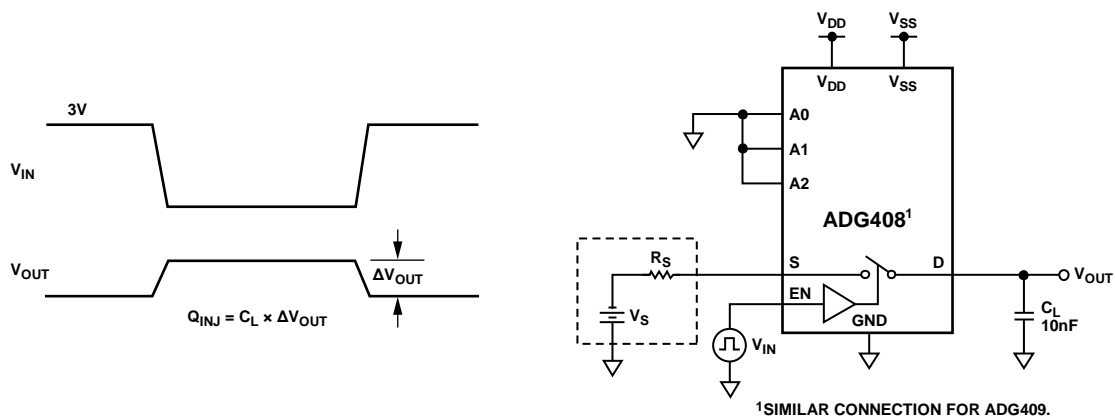 3V
V_IN
V_OUT
ΔV_OUT
Q_INJ = C_L × ΔV_OUT
V_DD
V_SS
V_DD
V_SS
A0
A1
A2
ADG408¹
R_S
S
D
V_OUT
EN
V_S
GND
C_L
10nF
V_IN
¹SIMILAR CONNECTION FOR ADG409.